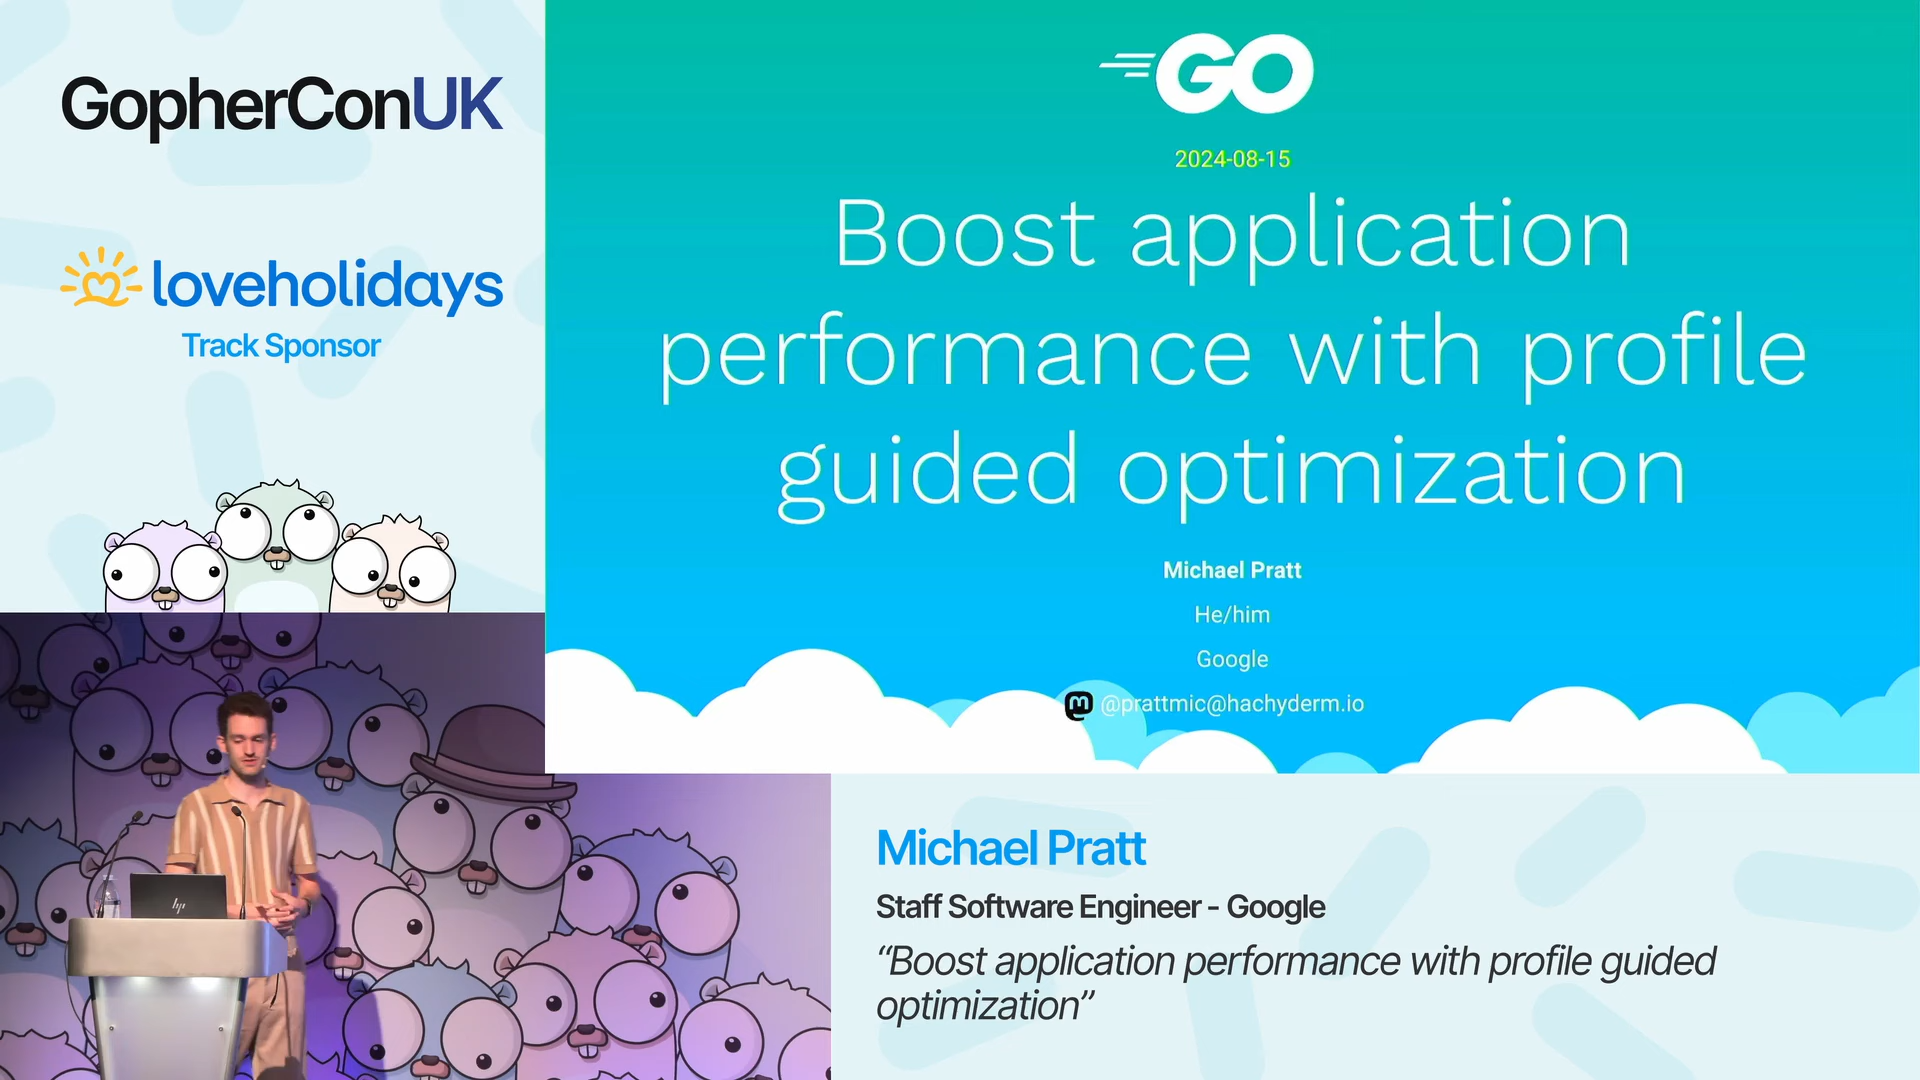 GopherConUK
loveholidays
Track Sponsor
GO
2024-08-15
Boost application
performance with profile
guided optimization
Michael Pratt
He/him
Google
@prattmic@hachyderm.io
hp
Michael Pratt
Staff Software Engineer - Google
“Boost application performance with profile guided
optimization”